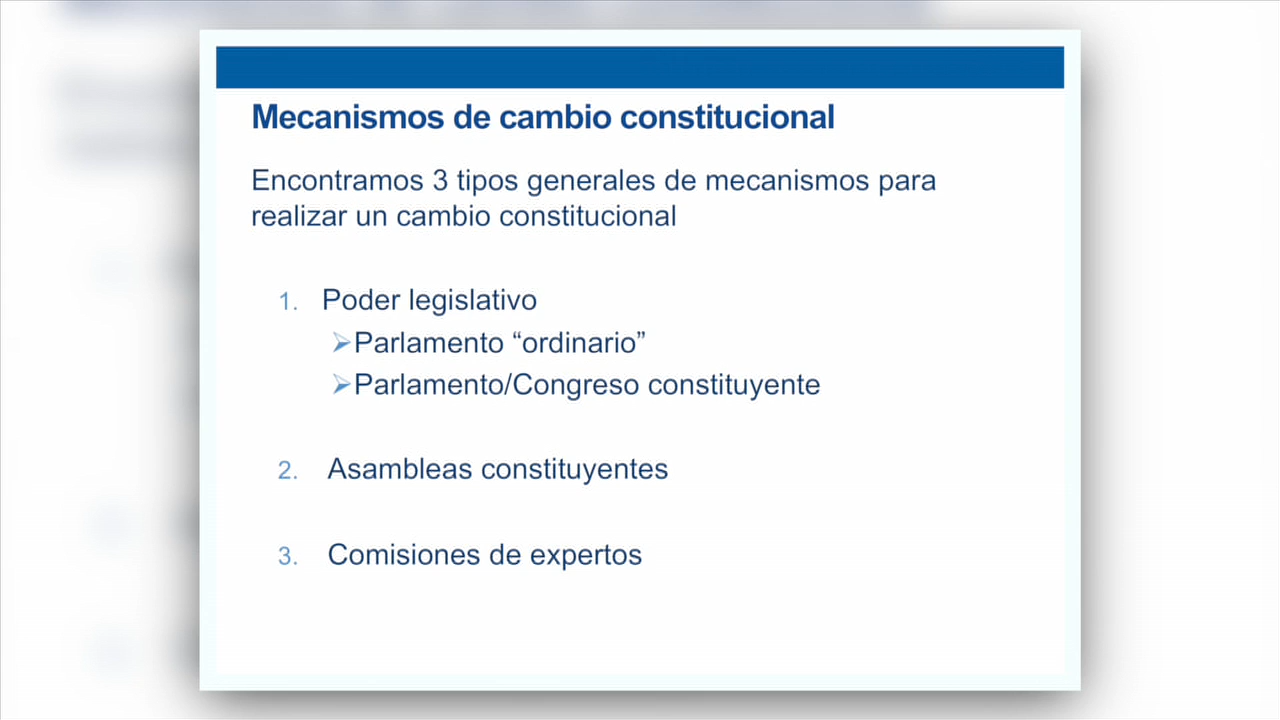 Mecanismos de cambio constitucional
Encontramos 3 tipos generales de mecanismos para
realizar un cambio constitucional
1. Poder legislativo
➢Parlamento “ordinario”
➢Parlamento/Congreso constituyente
2. Asambleas constituyentes
3. Comisiones de expertos